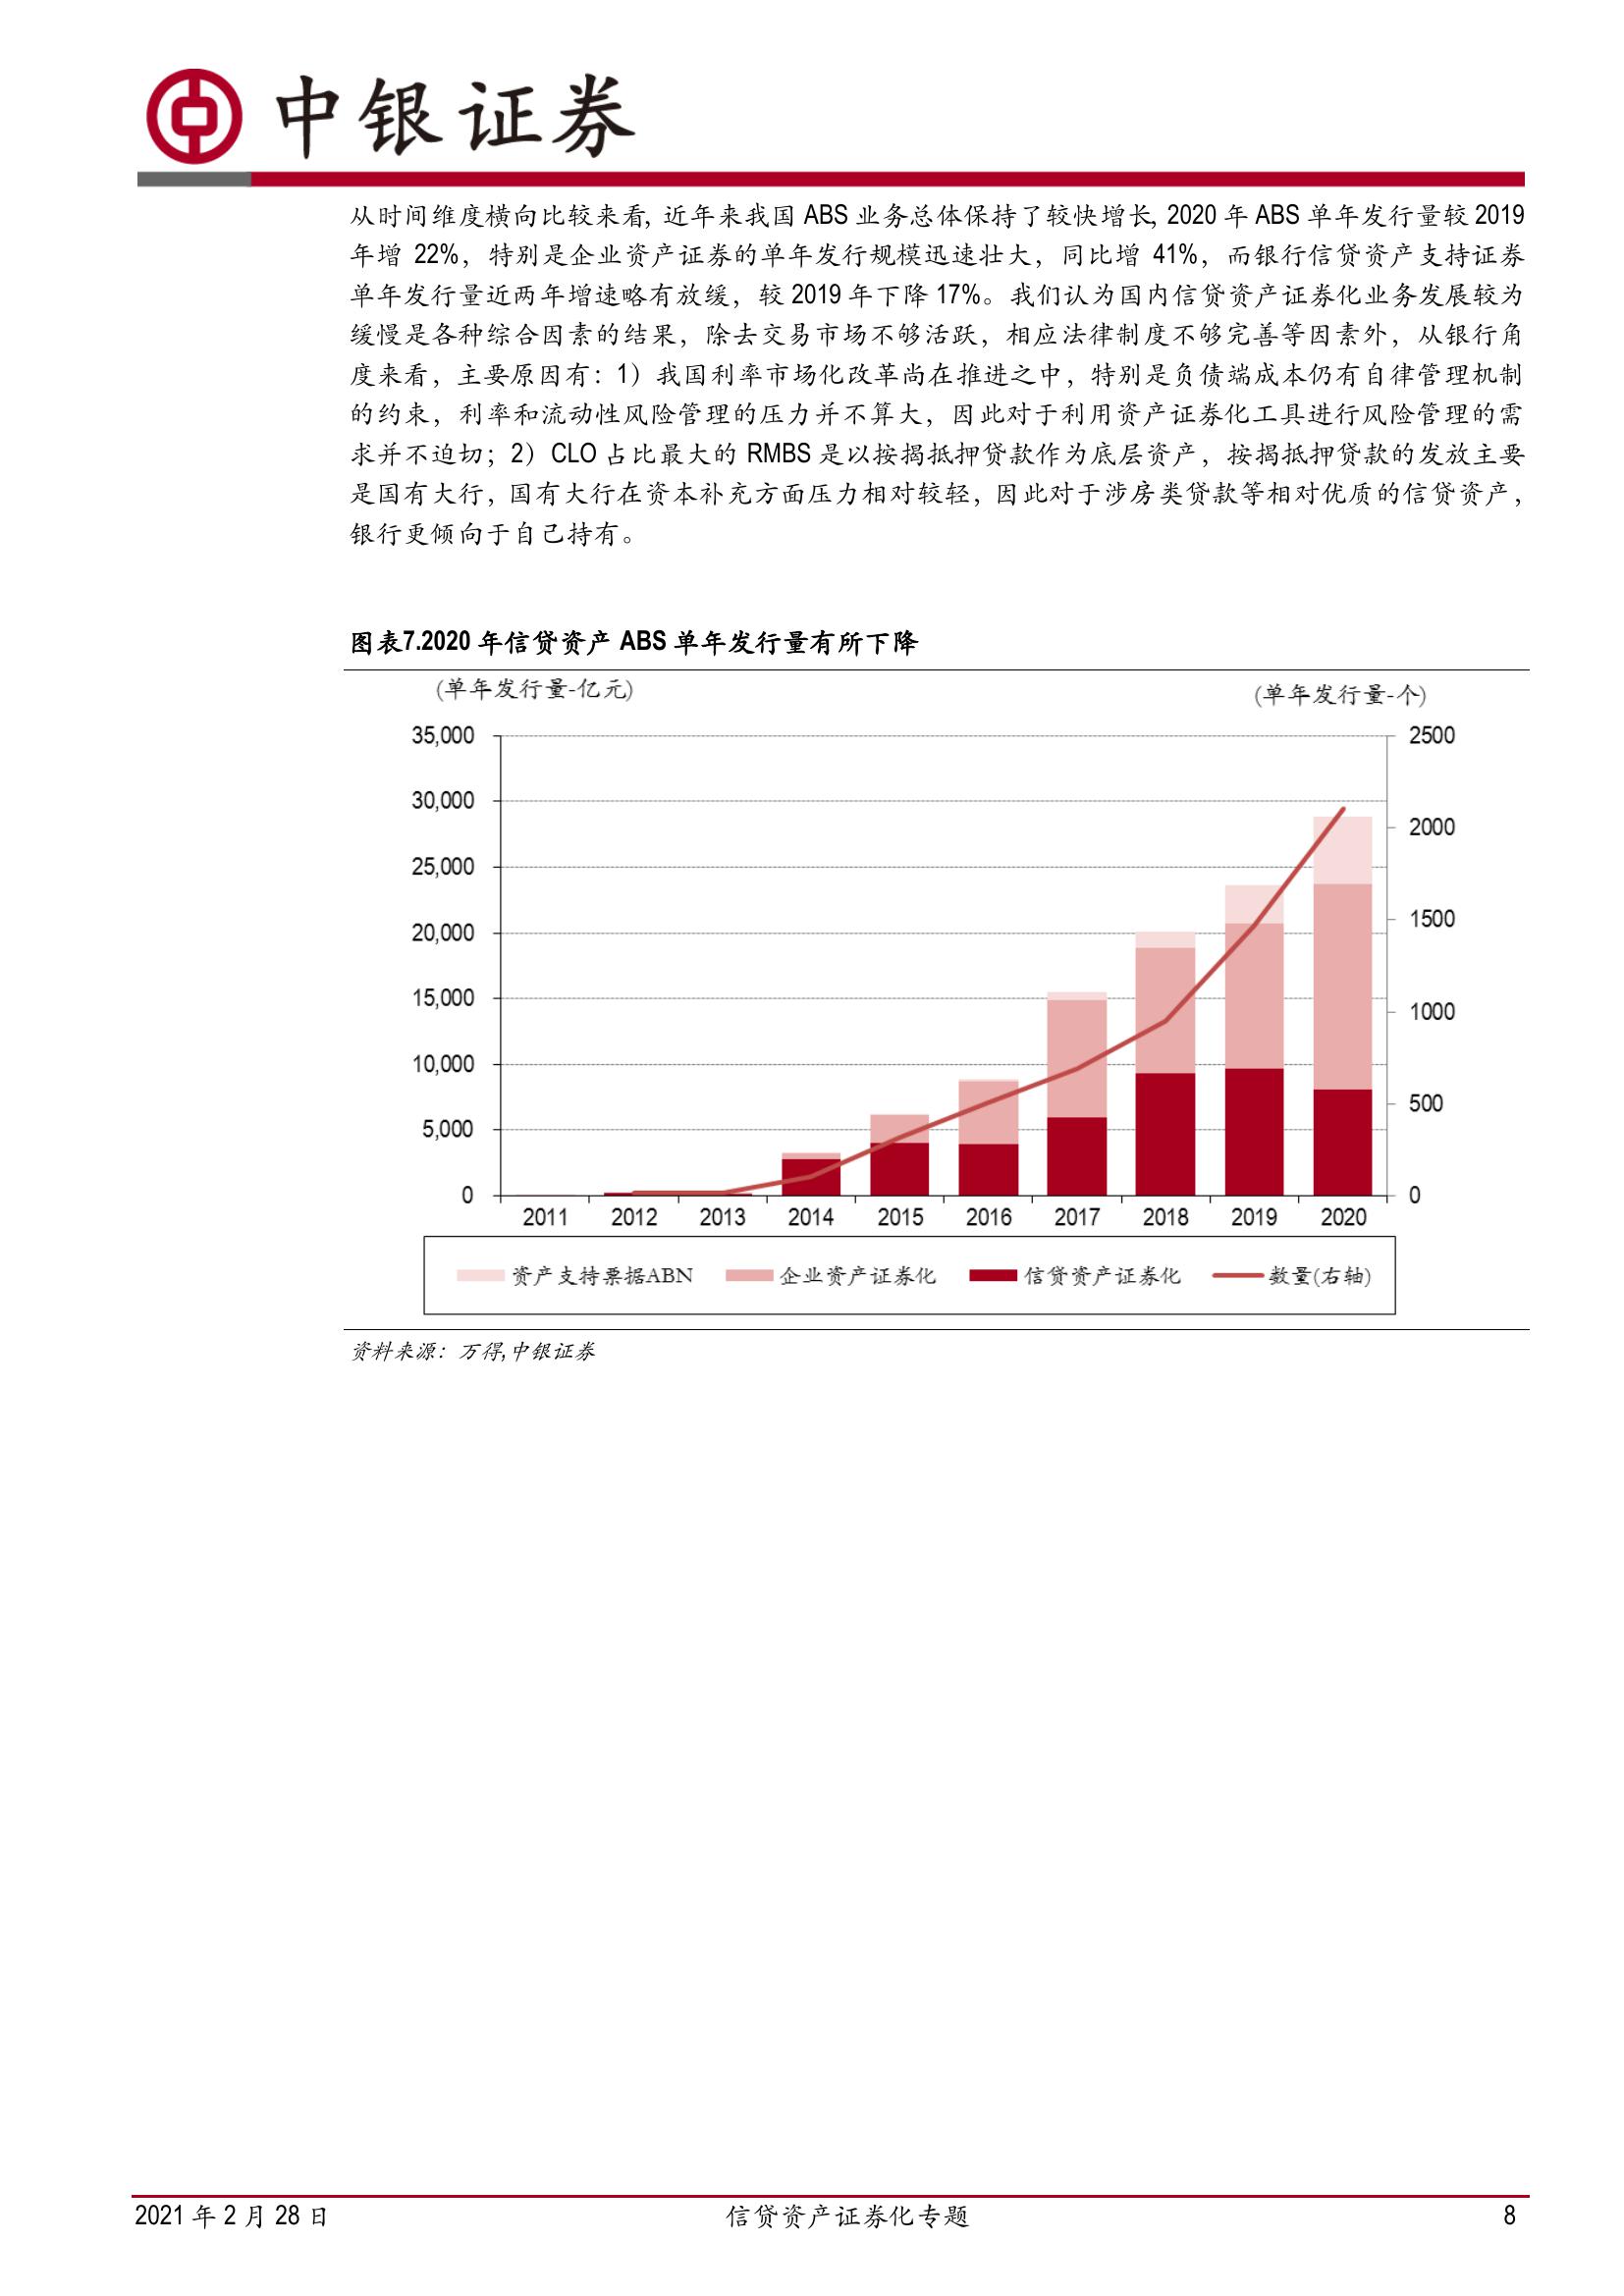 中银证券
从时间维度横向比较来看,近年来我国 ABS 业务总体保持了较快增长,2020 年 ABS 单年发行量较 2019
年增 22%，特别是企业资产证券的单年发行规模迅速壮大，同比增 41%，而银行信贷资产支持证券
单年发行量近两年增速略有放缓，较 2019 年下降 17%。我们认为国内信贷资产证券化业务发展较为
缓慢是各种综合因素的结果，除去交易市场不够活跃，相应法律制度不够完善等因素外，从银行角
度来看，主要原因有：1）我国利率市场化改革尚在推进之中，特别是负债端成本仍有自律管理机制
的约束，利率和流动性风险管理的压力并不算大，因此对于利用资产证券化工具进行风险管理的需
求并不迫切；2）CLO 占比最大的 RMBS 是以按揭抵押贷款作为底层资产，按揭抵押贷款的发放主要
是国有大行，国有大行在资本补充方面压力相对较轻，因此对于涉房类贷款等相对优质的信贷资产，
银行更倾向于自己持有。
图表7.2020 年信贷资产 ABS 单年发行量有所下降
(单年发行量-亿元) (单年发行量-个)
35,000 2500
30,000
2000
25,000
20,000 1500
15,000
1000
10,000
5,000 500
0 0
2011 2012 2013 2014 2015 2016 2017 2018 2019 2020
资产支持票据ABN 企业资产证券化 信贷资产证券化 数量(右轴)
资料来源：万得,中银证券
2021 年 2 月 28 日 信贷资产证券化专题 8